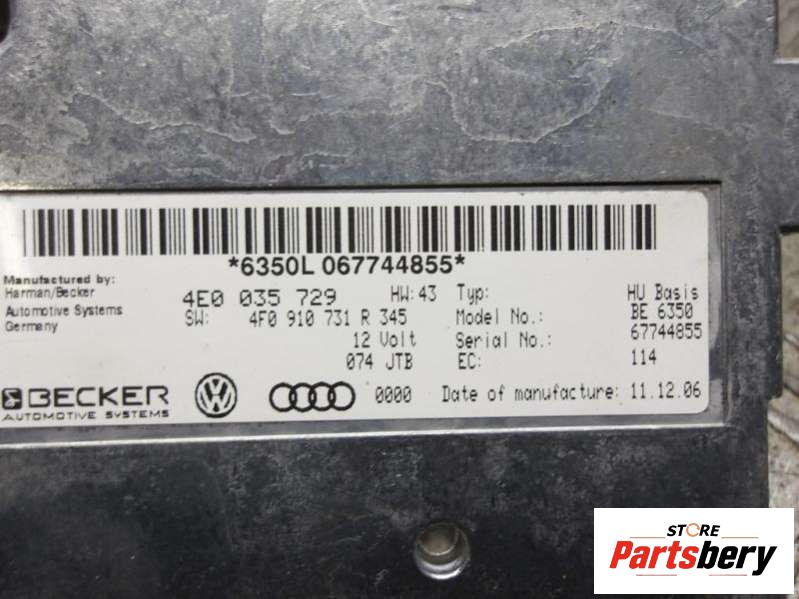 *6350L 067744855*
Manufactured by:
Harman/Becker
Automotive Systems
Germany
4E0 035 729 HW: 43
SW: 4F0 910 731 R 345
12 Volt
074 JTB
Typ: HU Basis
Model No.: BE 6350
Serial No.: 67744855
EC: 114
BECKER
AUTOMOTIVE SYSTEMS
0000
Date of manufacture: 11.12.06
STORE
Partsbery